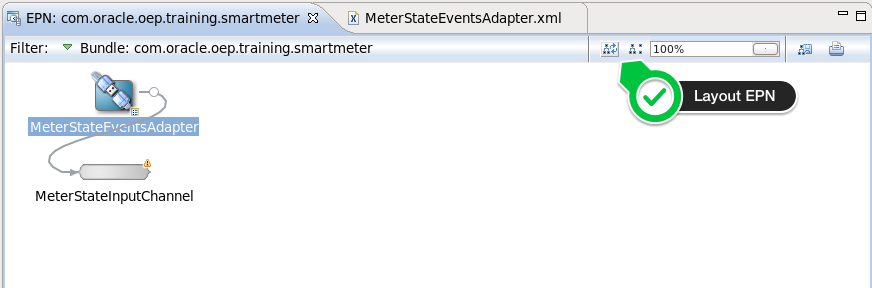 EPN: com.oracle.oep.training.smartmeter
MeterStateEventsAdapter.xml
Filter: Bundle: com.oracle.oep.training.smartmeter
100%
Layout EPN
MeterStateEventsAdapter
MeterStateInputChannel